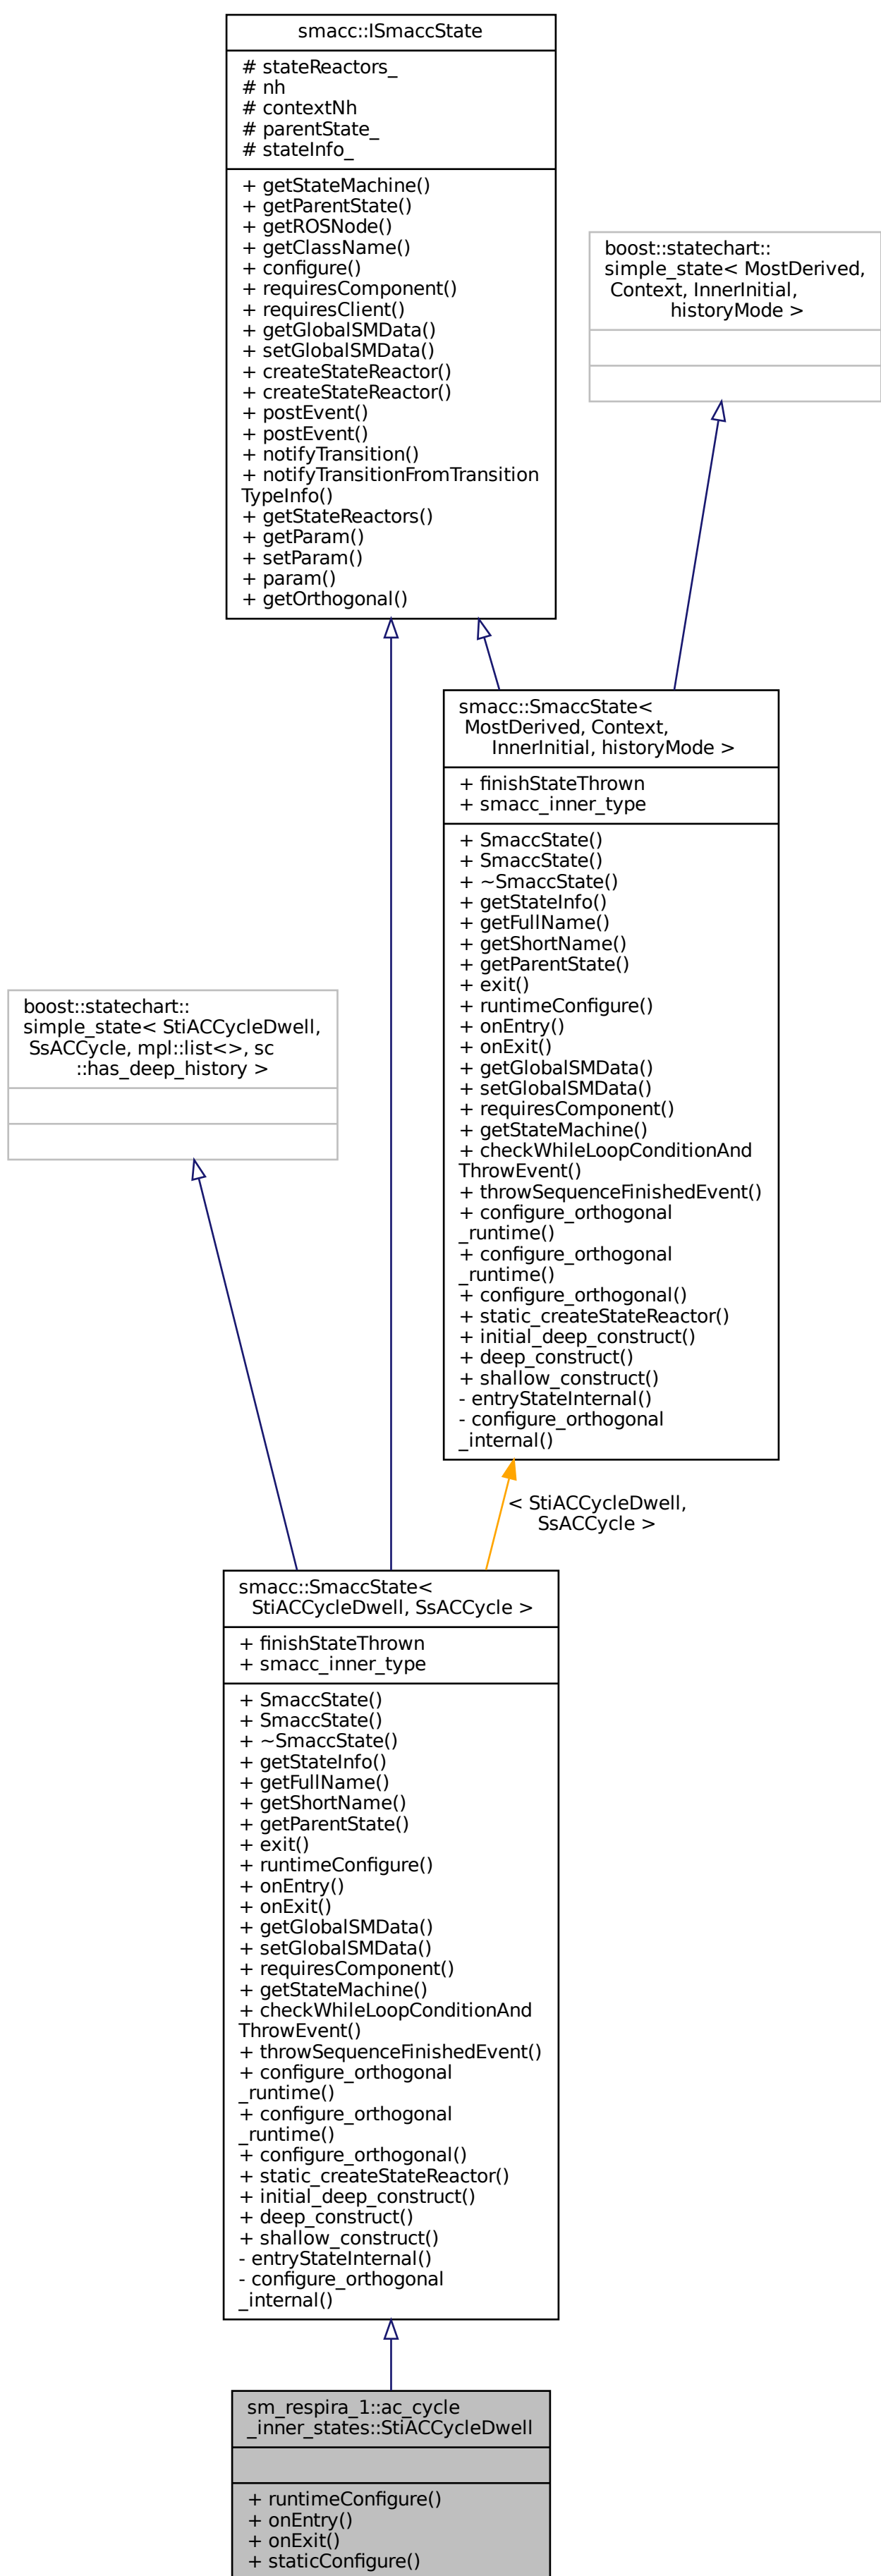 smacc::ISmaccState
# stateReactors_
# nh
# contextNh
# parentState_
# stateInfo_
+ getStateMachine()
+ getParentState()
+ getROSNode()
+ getClassName()
+ configure()
+ requiresComponent()
+ requiresClient()
+ getGlobalSMData()
+ setGlobalSMData()
+ createStateReactor()
+ createStateReactor()
+ postEvent()
+ postEvent()
+ notifyTransition()
+ notifyTransitionFromTransition
TypeInfo()
+ getStateReactors()
+ getParam()
+ setParam()
+ param()
+ getOrthogonal()
boost::statechart::
simple_state< MostDerived,
Context, InnerInitial,
historyMode >
smacc::SmaccState<
MostDerived, Context,
InnerInitial, historyMode >
+ finishStateThrown
+ smacc_inner_type
+ SmaccState()
+ SmaccState()
+ ~SmaccState()
+ getStateInfo()
+ getFullName()
+ getShortName()
+ getParentState()
+ exit()
+ runtimeConfigure()
+ onEntry()
+ onExit()
+ getGlobalSMData()
+ setGlobalSMData()
+ requiresComponent()
+ getStateMachine()
+ checkWhileLoopConditionAnd
ThrowEvent()
+ throwSequenceFinishedEvent()
+ configure_orthogonal
_runtime()
+ configure_orthogonal
_runtime()
+ configure_orthogonal()
+ static_createStateReactor()
+ initial_deep_construct()
+ deep_construct()
+ shallow_construct()
- entryStateInternal()
- configure_orthogonal
_internal()
boost::statechart::
simple_state< StiACCycleDwell,
SsACCycle, mpl::list<>, sc
::has_deep_history >
< StiACCycleDwell,
SsACCycle >
smacc::SmaccState<
StiACCycleDwell, SsACCycle >
+ finishStateThrown
+ smacc_inner_type
+ SmaccState()
+ SmaccState()
+ ~SmaccState()
+ getStateInfo()
+ getFullName()
+ getShortName()
+ getParentState()
+ exit()
+ runtimeConfigure()
+ onEntry()
+ onExit()
+ getGlobalSMData()
+ setGlobalSMData()
+ requiresComponent()
+ getStateMachine()
+ checkWhileLoopConditionAnd
ThrowEvent()
+ throwSequenceFinishedEvent()
+ configure_orthogonal
_runtime()
+ configure_orthogonal
_runtime()
+ configure_orthogonal()
+ static_createStateReactor()
+ initial_deep_construct()
+ deep_construct()
+ shallow_construct()
- entryStateInternal()
- configure_orthogonal
_internal()
sm_respira_1::ac_cycle
_inner_states::StiACCycleDwell
+ runtimeConfigure()
+ onEntry()
+ onExit()
+ staticConfigure()